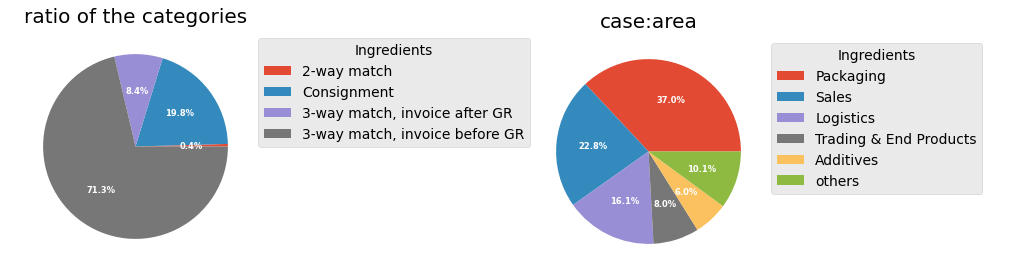 ratio of the categories
8.4%
19.8%
0.4%
71.3%
Ingredients
2-way match
Consignment
3-way match, invoice after GR
3-way match, invoice before GR
case:area
37.0%
22.8%
10.1%
6.0%
16.1%
8.0%
Ingredients
Packaging
Sales
Logistics
Trading & End Products
Additives
others